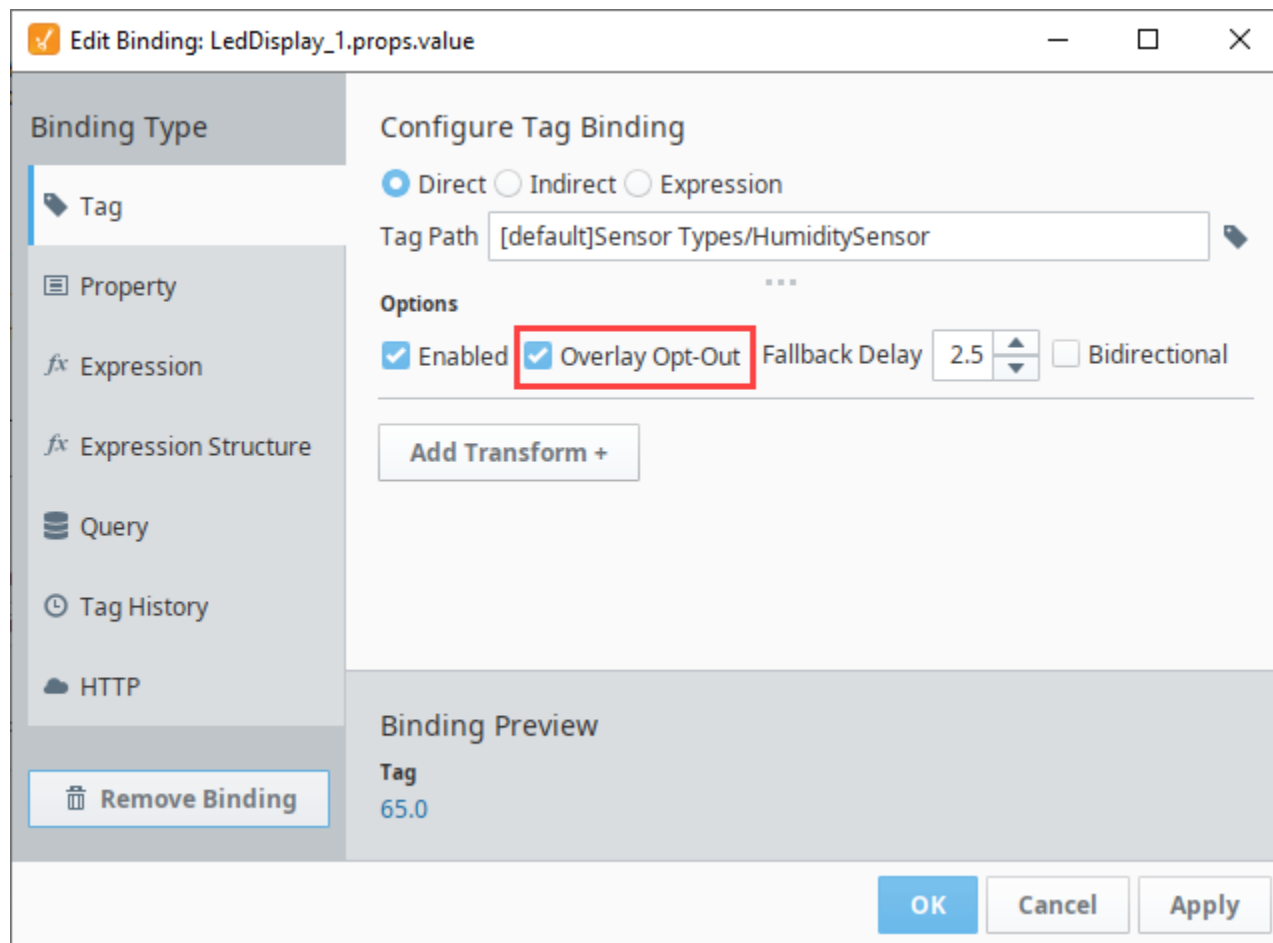 Edit Binding: LedDisplay_1.props.value
Binding Type
Tag
Property
fx Expression
fx Expression Structure
Query
Tag History
HTTP
Remove Binding
Configure Tag Binding
Direct Indirect Expression
Tag Path [default]Sensor Types/HumiditySensor
Options
Enabled Overlay Opt-Out Fallback Delay 2.5 Bidirectional
Add Transform +
Binding Preview
Tag
65.0
OK Cancel Apply